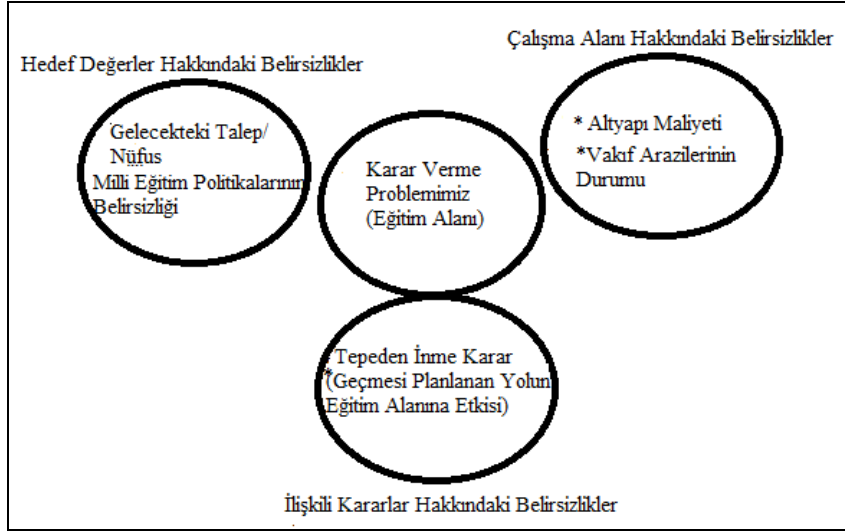 Çalışma Alanı Hakkındaki Belirsizlikler
Hedef Değerler Hakkındaki Belirsizlikler
Gelecekteki Talep/
Nüfus
Milli Eğitim Politikalarının
Belirsizliği
Karar Verme
Problemimiz
(Eğitim Alanı)
* Altyapı Maliyeti
*Vakıf Arazilerinin
Durumu
* Tepeden İnme Karar
(Geçmesi Planlanan Yolun
Eğitim Alanına Etkisi)
İlişkili Kararlar Hakkındaki Belirsizlikler